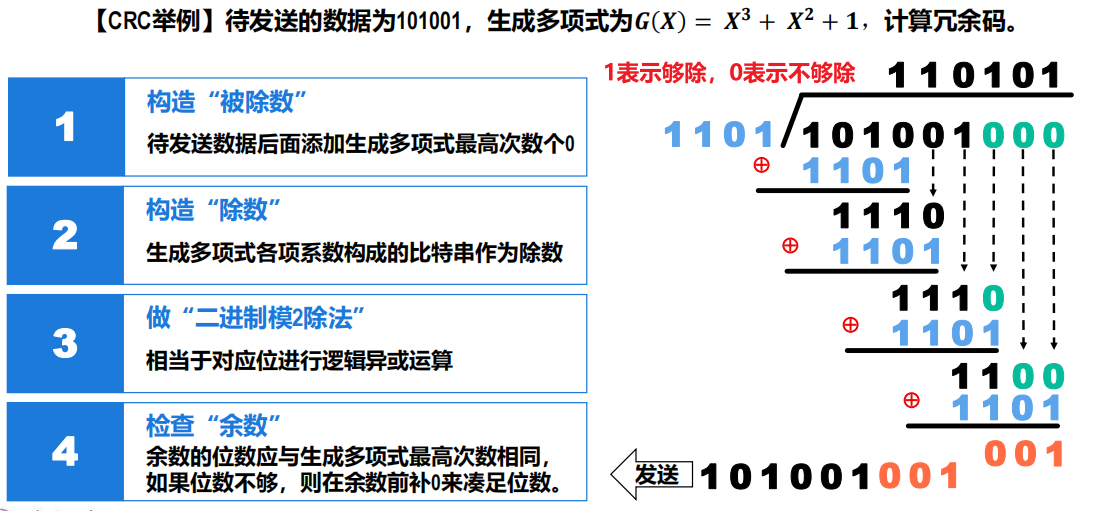 【CRC举例】待发送的数据为101001，生成多项式为G(X) = X³ + X² + 1，计算冗余码。
1
构造“被除数”
待发送数据后面添加生成多项式最高次数个0
2
构造“除数”
生成多项式各项系数构成的比特串作为除数
3
做“二进制模2除法”
相当于对应位进行逻辑异或运算
4
检查“余数”
余数的位数应与生成多项式最高次数相同，
如果位数不够，则在余数前补0来凑足位数。
1表示够除，0表示不够除
110101
1101 101001000
⊕ 1101
1110
⊕ 1101
1110
⊕ 1101
1100
⊕ 1101
001
发送 101001001